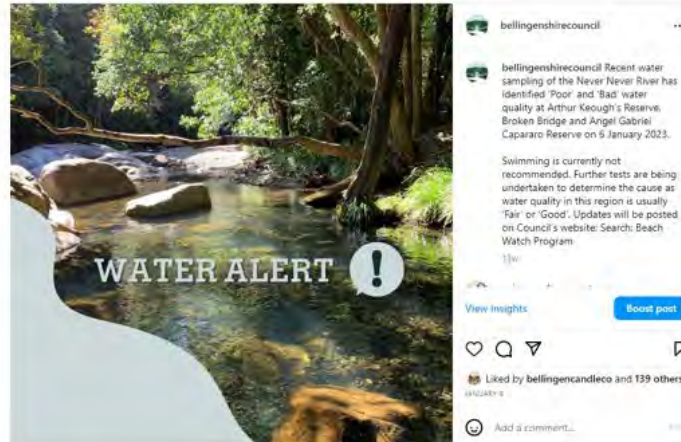 WATER ALERT !
bellingenshirecouncil
bellingenshirecouncil Recent water
sampling of the Never Never River has
identified 'Poor' and 'Bad' water
quality at Arthur Keough's Reserve,
Broken Bridge and Angel Gabriel
Capararo Reserve on 6 January 2023.
Swimming is currently not
recommended. Further tests are being
undertaken to determine the cause as
water quality in this region is usually
'Fair' or 'Good'. Updates will be posted
on Council's website: Search: Beach
Watch Program
View Insights
Boost post
Liked by bellingencandleco and 139 others
Add a comment...